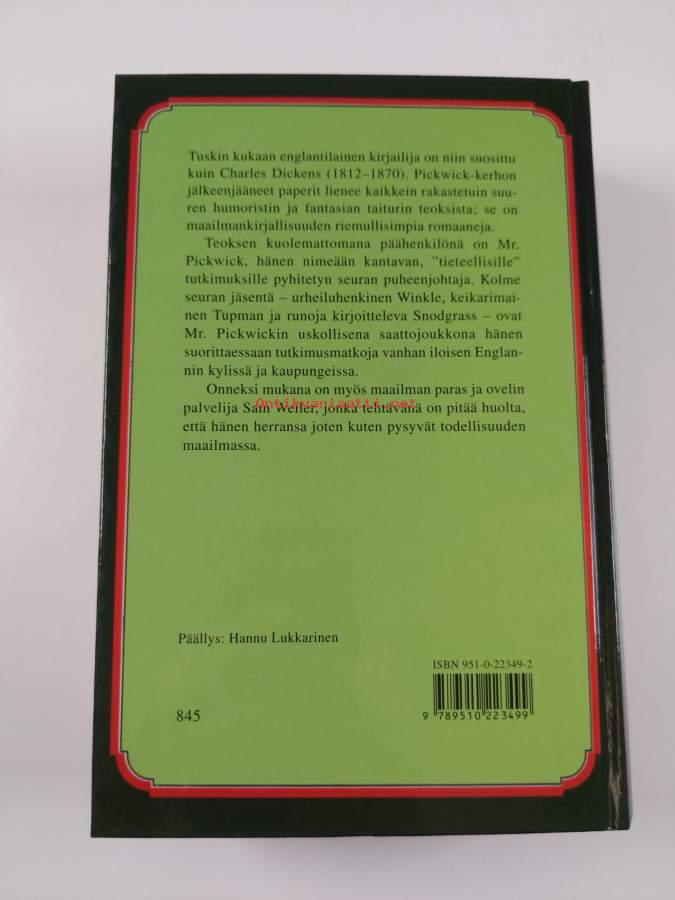 Tuskin kukaan englantilainen kirjailija on niin suosittu
kuin Charles Dickens (1812–1870). Pickwick-kerhon
jälkeenjääneet paperit lienee kaikkein rakastetuin suu-
ren humoristin ja fantasian taiturin teoksista; se on
maailmankirjallisuuden riemullisimpia romaaneja.
Teoksen kuolemattomana päähenkilönä on Mr.
Pickwick, hänen nimeään kantavan, ”tieteellisille”
tutkimuksille pyhitetyn seuran puheenjohtaja. Kolme
seuran jäsentä – urheiluhenkinen Winkle, keikarimai-
nen Tupman ja runoja kirjoitteleva Snodgrass – ovat
Mr. Pickwickin uskollisena saattojoukkona hänen
suorittaessaan tutkimusmatkoja vanhan iloisen Englan-
nin kylissä ja kaupungeissa.
Onneksi mukana on myös maailman paras ja ovelin
Antikvariaatti.net
palvelija Sam Weller, jonka tehtävänä on pitää huolta,
että hänen herransa joten kuten pysyvät todellisuuden
maailmassa.
Päällys: Hannu Lukkarinen
ISBN 951-0-22349-2
845
9 789510 223499